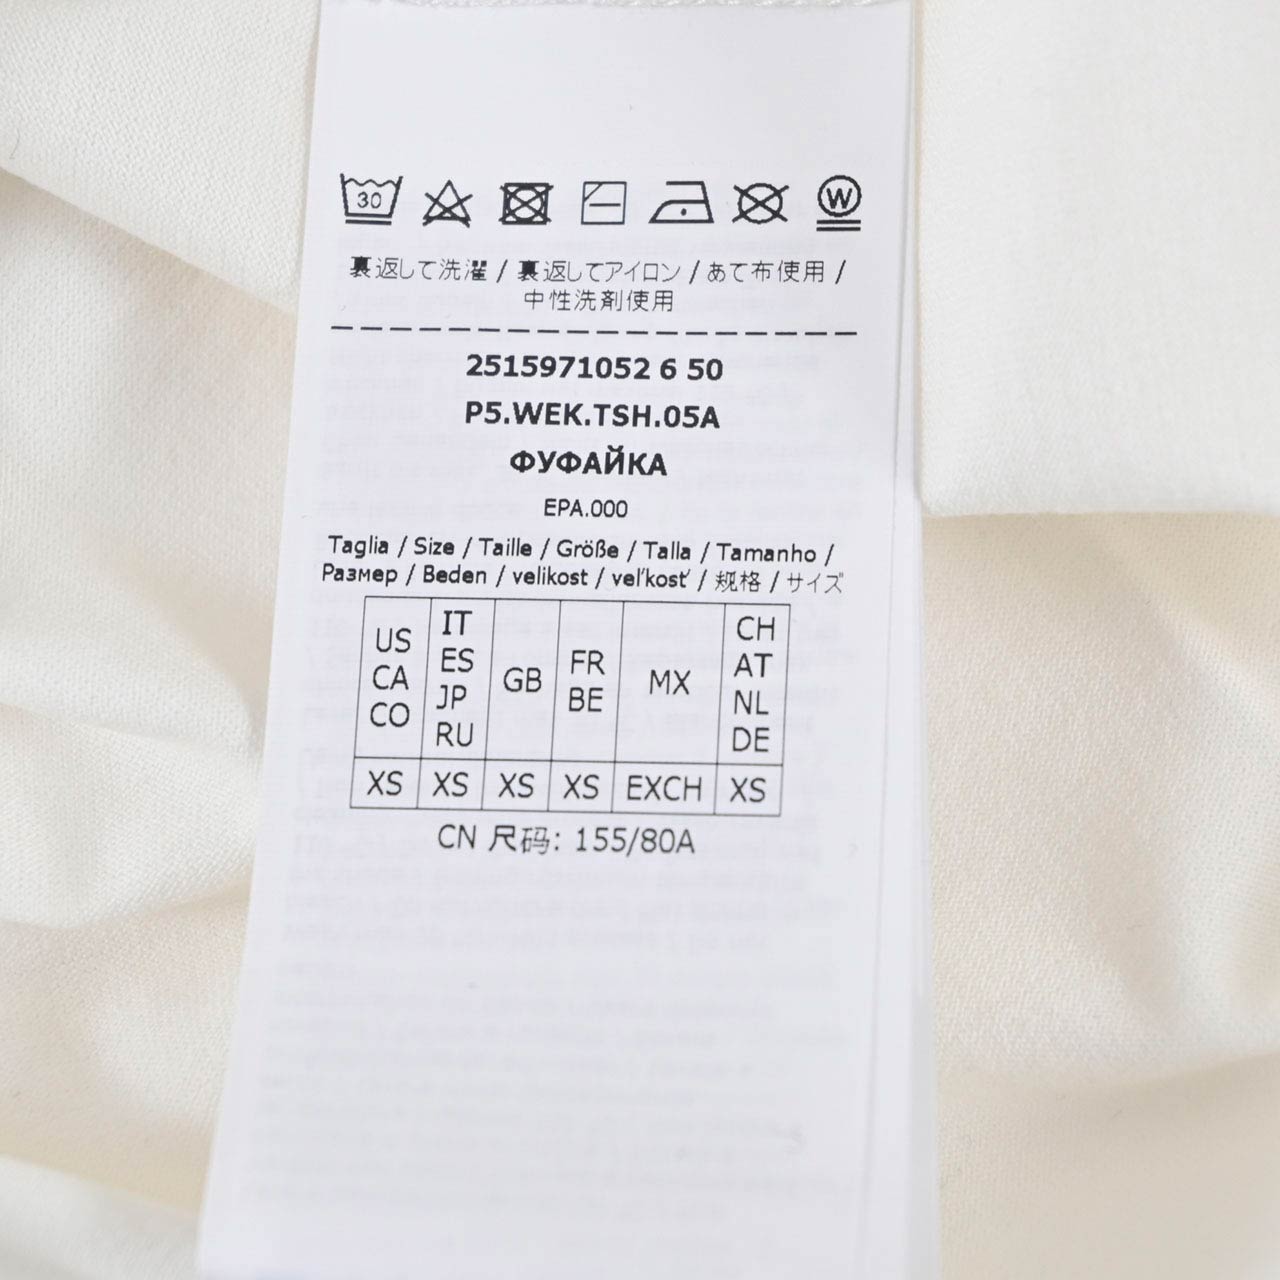 30
W
裏返して洗濯 / 裏返してアイロン / あて布使用 /
中性洗剤使用
2515971052 6 50
P5.WEK.TSH.05A
ФУФАЙКА
EPA.000
Taglia / Size / Taille / Größe / Talla / Tamanho /
Размер / Beden / velikost / veľkosť / 规格 / サイズ
US CA CO
IT ES JP RU
GB
FR BE
MX
CH AT NL DE
XS XS XS XS EXCH XS
CN 尺码: 155/80A